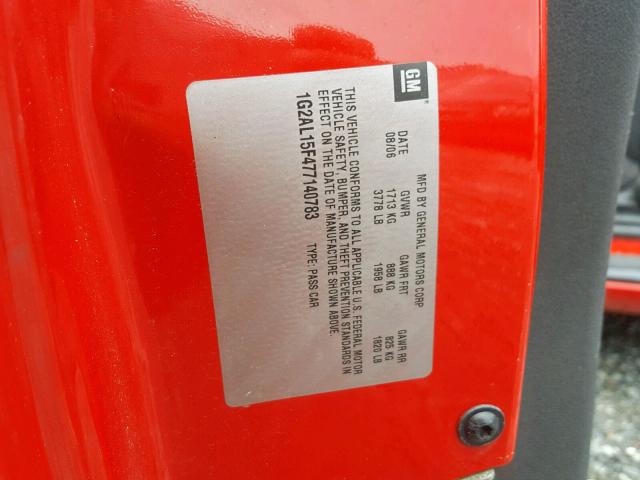 GM
MFD BY GENERAL MOTORS CORP
DATE GVWR GAWR FRT GAWR RR
08/06 1713 KG 888 KG 825 KG
3778 LB 1958 LB 1820 LB
THIS VEHICLE CONFORMS TO ALL APPLICABLE U.S. FEDERAL MOTOR
VEHICLE SAFETY, BUMPER, AND THEFT PREVENTION STANDARDS IN
EFFECT ON THE DATE OF MANUFACTURE SHOWN ABOVE.
1G2AL15F477140783 TYPE: PASS CAR